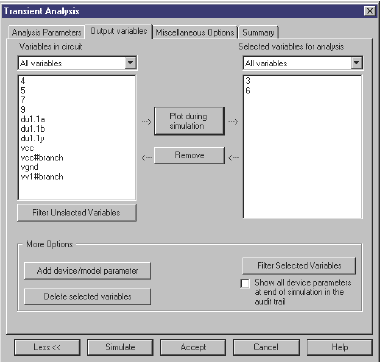 Transient Analysis
Analysis Parameters
Output variables
Miscellaneous Options
Summary
Variables in circuit
Selected variables for analysis
All variables
All variables
4
5
7
9
du1.1a
du1.1b
du1.1y
vcc
vcc#branch
vgnd
vv1#branch
3
6
---> Plot during simulation --->
<--- Remove <---
Filter Unselected Variables
More Options
Add device/model parameter
Delete selected variables
Filter Selected Variables
Show all device parameters
at end of simulation in the
audit trail
Less <<
Simulate
Accept
Cancel
Help